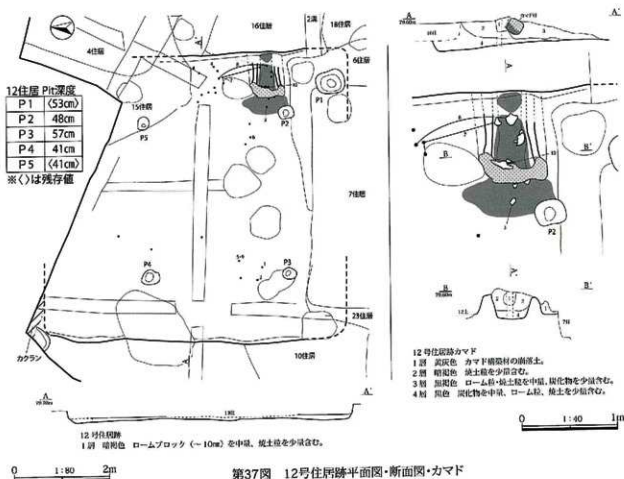 16住居
2溝
18住居
4住居
6住居
12住居 Pit深度
P1 〈53cm〉
P2 48cm
P3 57cm
P4 41cm
P5 〈41cm〉
※〈〉は残存値
15住居
P1
P2
P5
7住居
P4
P3
23住居
10住居
カクラン
A A'
79.00m
12号住居跡
1層 暗褐色 ロームブロック(～10㎜)を中量、焼土粒を少量含む。
0 1:80 2m
A A'
B B'
P2
B B'
12住
7住
12号住居跡カマド
1層 黄灰色 カマド構築材の崩落土。
2層 暗褐色 焼土粒を少量含む。
3層 黒褐色 ローム粒・焼土粒を中量、炭化物を少量含む。
4層 黒色 炭化物を中量、ローム粒、焼土を少量含む。
0 1:40 1m
第37図 12号住居跡平面図・断面図・カマド